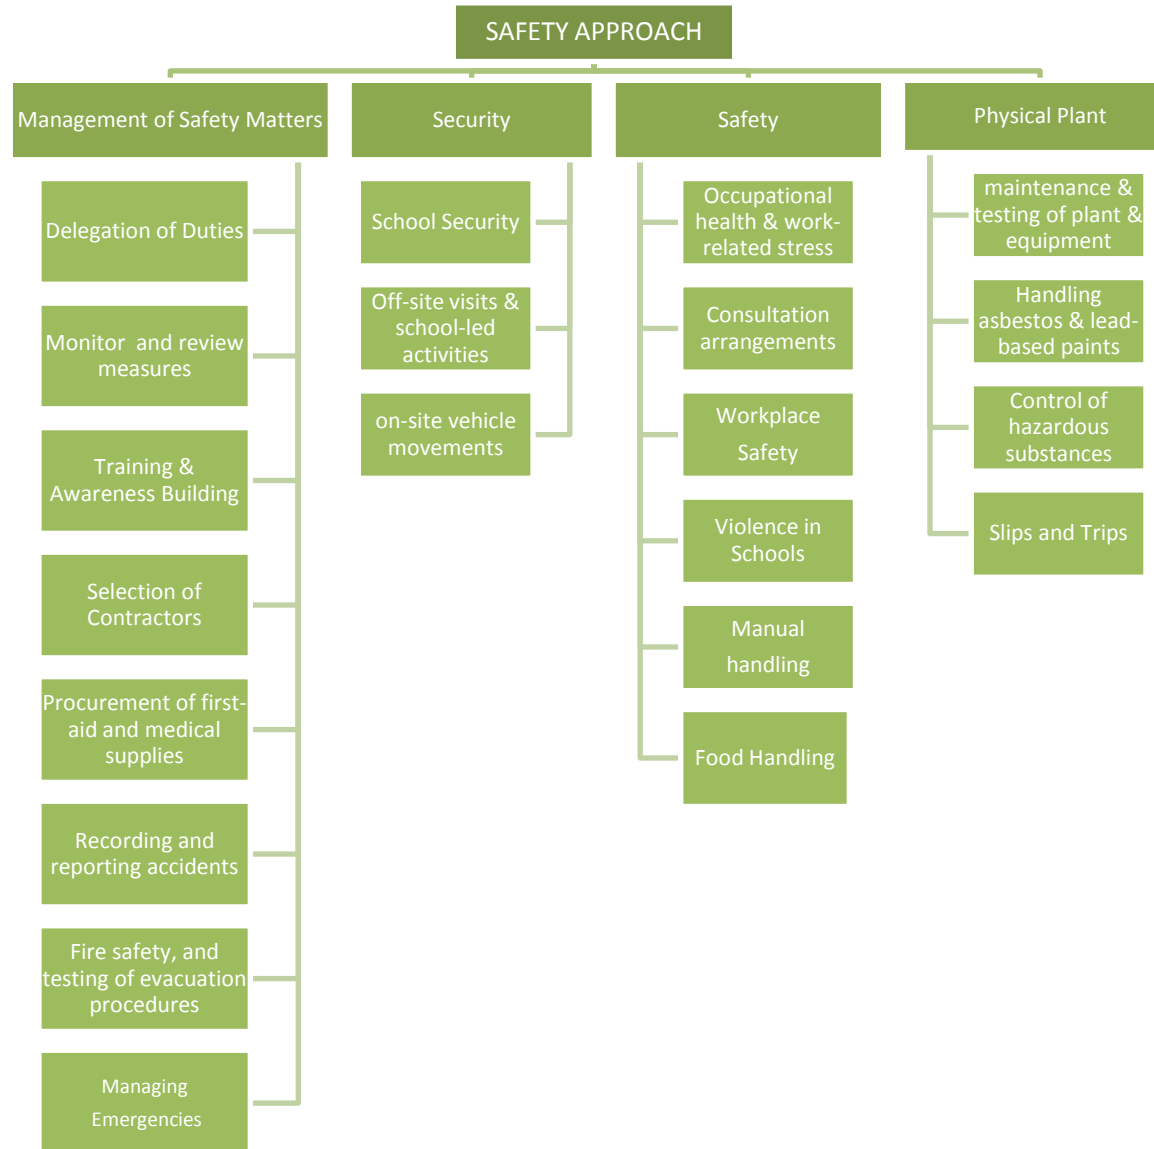 SAFETY APPROACH
Management of Safety Matters
Delegation of Duties
Monitor and review
measures
Training &
Awareness Building
Selection of
Contractors
Procurement of first-
aid and medical
supplies
Recording and
reporting accidents
Fire safety, and
testing of evacuation
procedures
Managing
Emergencies
Security
School Security
Off-site visits &
school-led
activities
on-site vehicle
movements
Safety
Occupational
health & work-
related stress
Consultation
arrangements
Workplace
Safety
Violence in
Schools
Manual
handling
Food Handling
Physical Plant
maintenance &
testing of plant &
equipment
Handling
asbestos & lead-
based paints
Control of
hazardous
substances
Slips and Trips